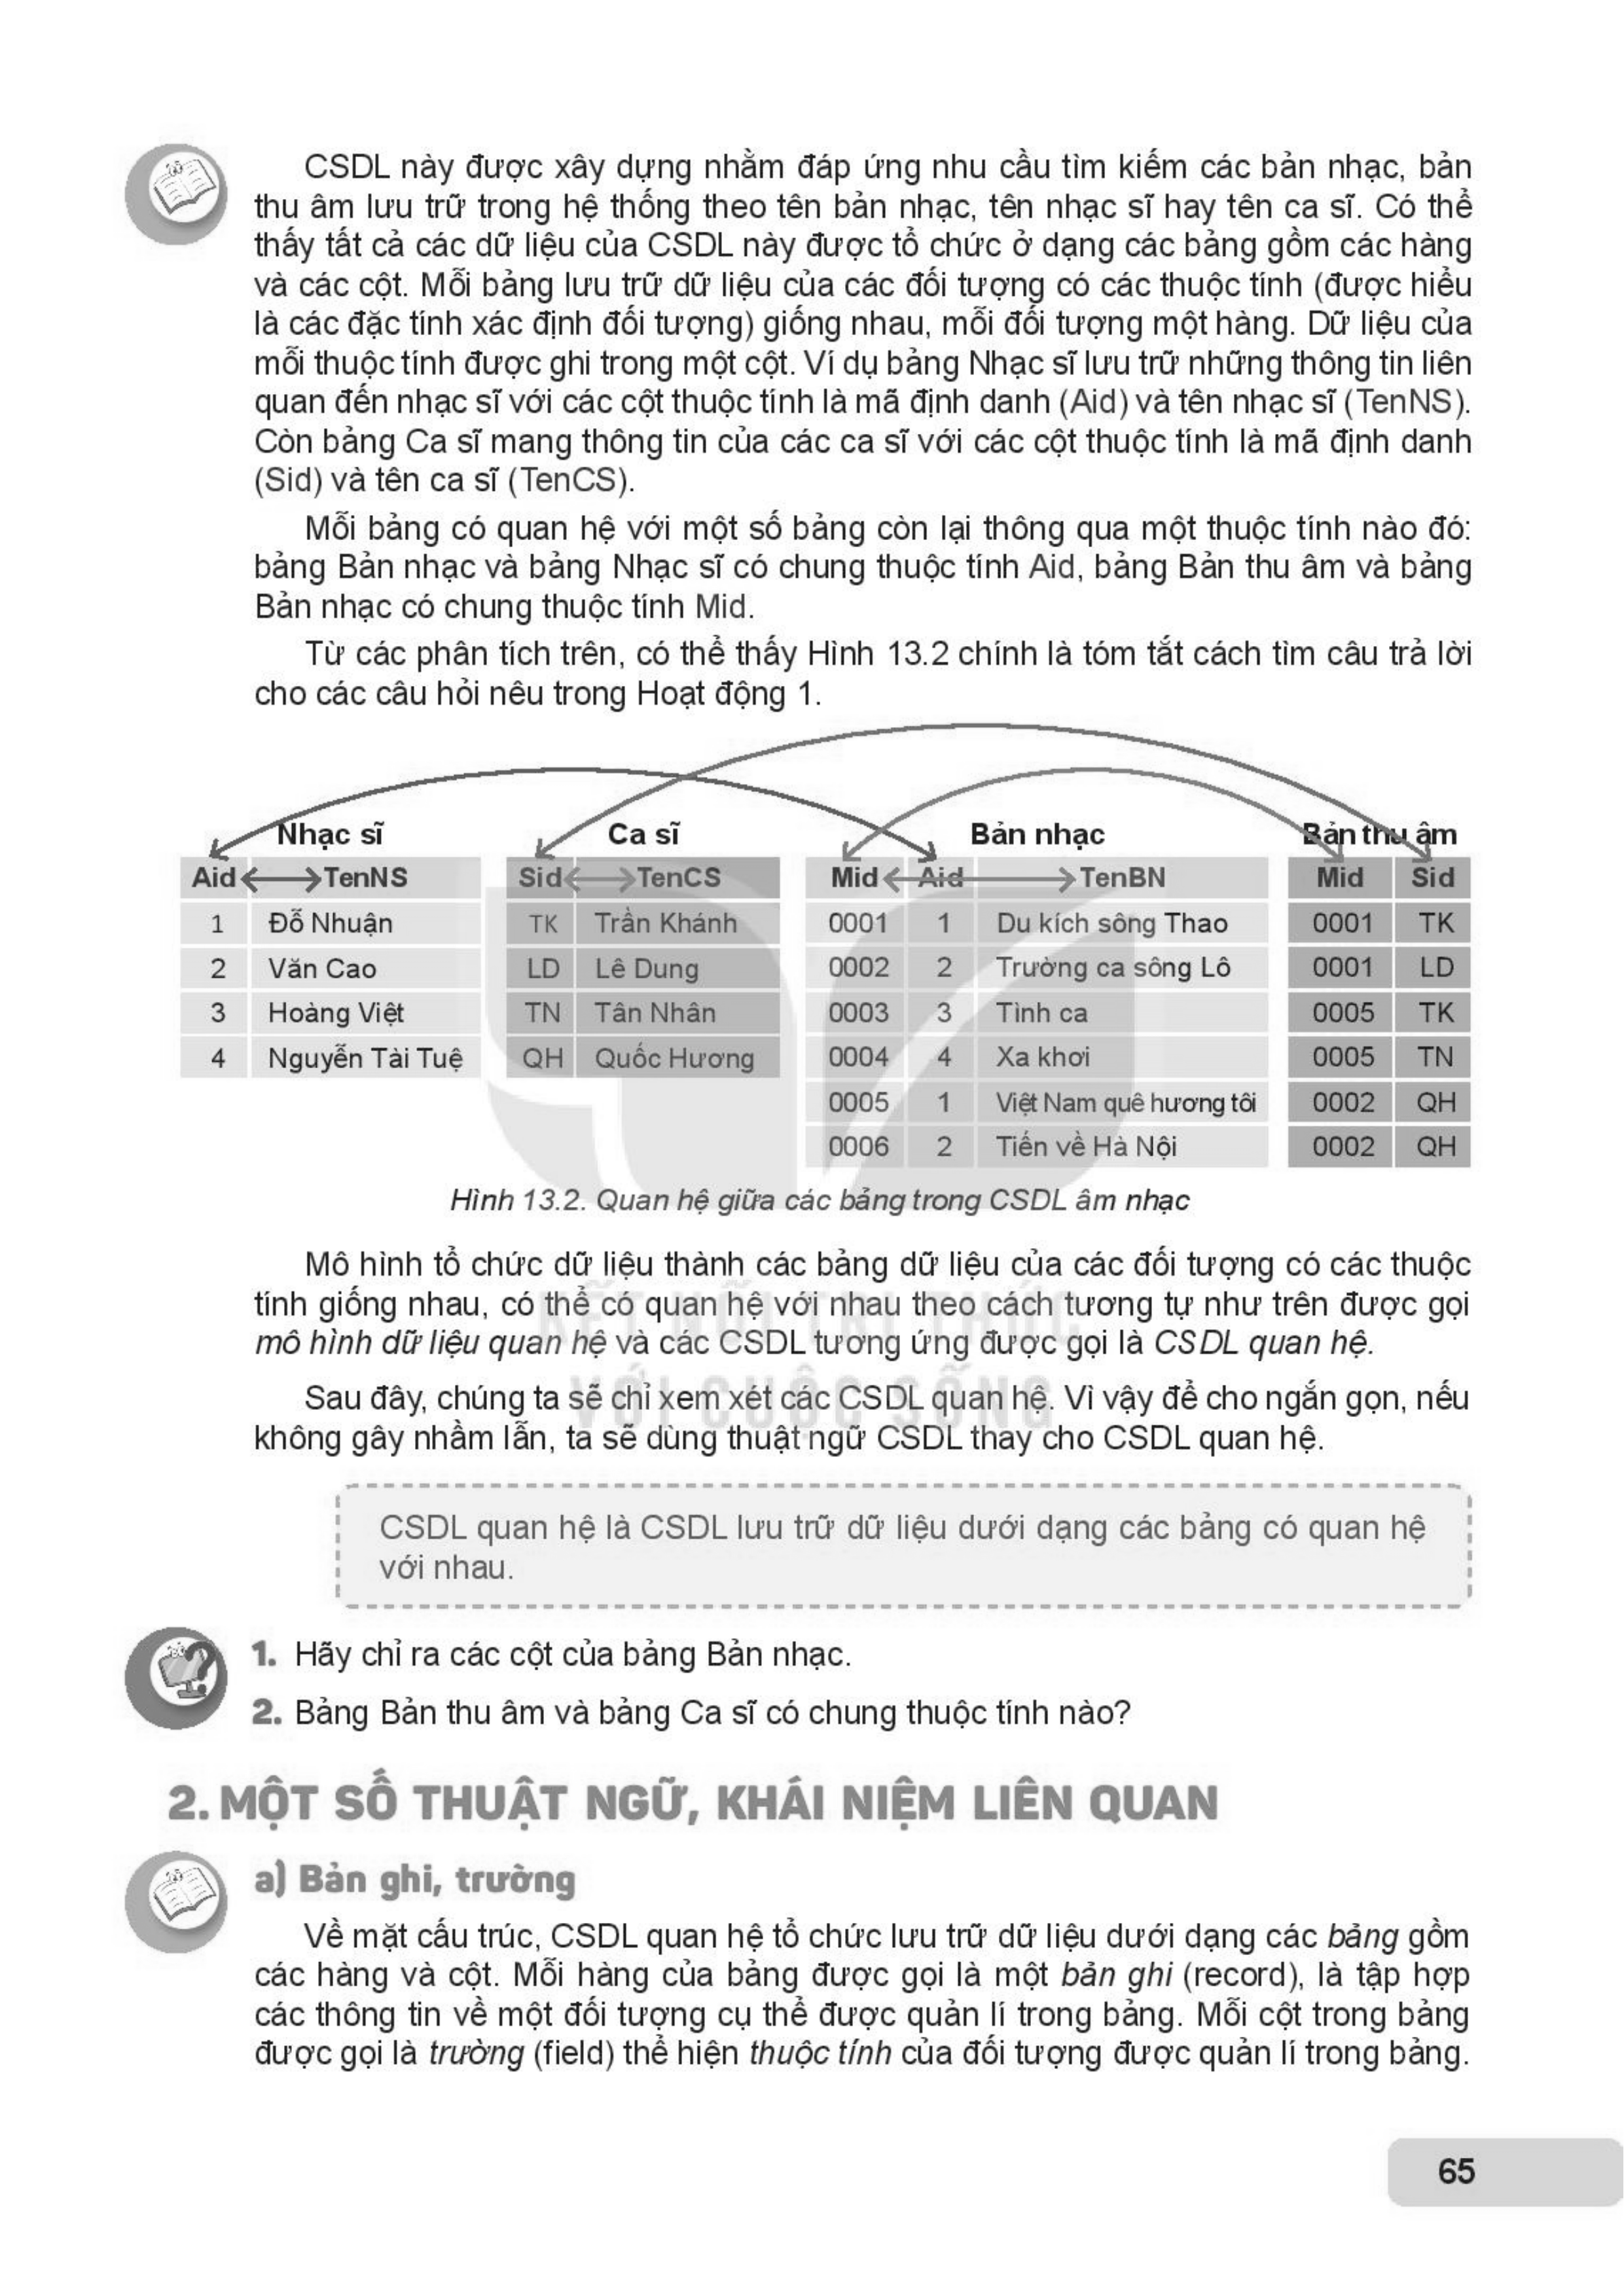 CSDL này được xây dựng nhằm đáp ứng nhu cầu tìm kiếm các bản nhạc, bản
thu âm lưu trữ trong hệ thống theo tên bản nhạc, tên nhạc sĩ hay tên ca sĩ. Có thể
thấy tất cả các dữ liệu của CSDL này được tổ chức ở dạng các bảng gồm các hàng
và các cột. Mỗi bảng lưu trữ dữ liệu của các đối tượng có các thuộc tính (được hiểu
là các đặc tính xác định đối tượng) giống nhau, mỗi đối tượng một hàng. Dữ liệu của
mỗi thuộc tính được ghi trong một cột. Ví dụ bảng Nhạc sĩ lưu trữ những thông tin liên
quan đến nhạc sĩ với các cột thuộc tính là mã định danh (Aid) và tên nhạc sĩ (TenNS).
Còn bảng Ca sĩ mang thông tin của các ca sĩ với các cột thuộc tính là mã định danh
(Sid) và tên ca sĩ (TenCS).
Mỗi bảng có quan hệ với một số bảng còn lại thông qua một thuộc tính nào đó:
bảng Bản nhạc và bảng Nhạc sĩ có chung thuộc tính Aid, bảng Bản thu âm và bảng
Bản nhạc có chung thuộc tính Mid.
Từ các phân tích trên, có thể thấy Hình 13.2 chính là tóm tắt cách tìm câu trả lời
cho các câu hỏi nêu trong Hoạt động 1.
Nhạc sĩ Ca sĩ Bản nhạc Bản thu âm
Aid TenNS Sid TenCS Mid Aid TenBN Mid Sid
1 Đỗ Nhuận TK Trần Khánh 0001 1 Du kích sông Thao 0001 TK
2 Văn Cao LD Lê Dung 0002 2 Trường ca sông Lô 0001 LD
3 Hoàng Việt TN Tân Nhân 0003 3 Tình ca 0005 TK
4 Nguyễn Tài Tuệ QH Quốc Hương 0004 4 Xa khơi 0005 TN
0005 1 Việt Nam quê hương tôi 0002 QH
0006 2 Tiến về Hà Nội 0002 QH
Hình 13.2. Quan hệ giữa các bảng trong CSDL âm nhạc
Mô hình tổ chức dữ liệu thành các bảng dữ liệu của các đối tượng có các thuộc
tính giống nhau, có thể có quan hệ với nhau theo cách tương tự như trên được gọi
mô hình dữ liệu quan hệ và các CSDL tương ứng được gọi là CSDL quan hệ.
KẾT NỐI TRI THỨC
VỚI CUỘC SỐNG
Sau đây, chúng ta sẽ chỉ xem xét các CSDL quan hệ. Vì vậy để cho ngắn gọn, nếu
không gây nhầm lẫn, ta sẽ dùng thuật ngữ CSDL thay cho CSDL quan hệ.
CSDL quan hệ là CSDL lưu trữ dữ liệu dưới dạng các bảng có quan hệ
với nhau.
1. Hãy chỉ ra các cột của bảng Bản nhạc.
2. Bảng Bản thu âm và bảng Ca sĩ có chung thuộc tính nào?
2. MỘT SỐ THUẬT NGỮ, KHÁI NIỆM LIÊN QUAN
a) Bản ghi, trường
Về mặt cấu trúc, CSDL quan hệ tổ chức lưu trữ dữ liệu dưới dạng các bảng gồm
các hàng và cột. Mỗi hàng của bảng được gọi là một bản ghi (record), là tập hợp
các thông tin về một đối tượng cụ thể được quản lí trong bảng. Mỗi cột trong bảng
được gọi là trường (field) thể hiện thuộc tính của đối tượng được quản lí trong bảng.
65